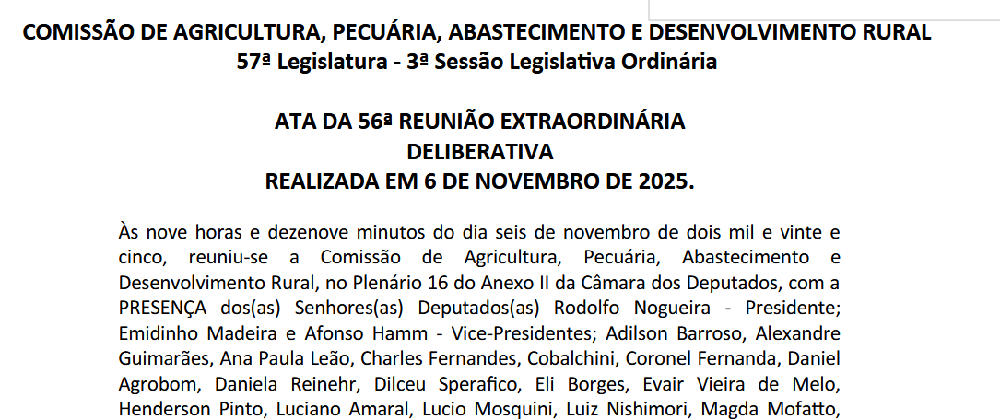 COMISSÃO DE AGRICULTURA, PECUÁRIA, ABASTECIMENTO E DESENVOLVIMENTO RURAL
57ª Legislatura - 3ª Sessão Legislativa Ordinária
ATA DA 56ª REUNIÃO EXTRAORDINÁRIA
DELIBERATIVA
REALIZADA EM 6 DE NOVEMBRO DE 2025.
Às nove horas e dezenove minutos do dia seis de novembro de dois mil e vinte e
cinco, reuniu-se a Comissão de Agricultura, Pecuária, Abastecimento e
Desenvolvimento Rural, no Plenário 16 do Anexo II da Câmara dos Deputados, com a
PRESENÇA dos(as) Senhores(as) Deputados(as) Rodolfo Nogueira - Presidente;
Emidinho Madeira e Afonso Hamm - Vice-Presidentes; Adilson Barroso, Alexandre
Guimarães, Ana Paula Leão, Charles Fernandes, Cobalchini, Coronel Fernanda, Daniel
Agrobom, Daniela Reinehr, Dilceu Sperafico, Eli Borges, Evair Vieira de Melo,
Henderson Pinto, Luciano Amaral, Lucio Mosquini, Luiz Nishimori, Magda Mofatto,